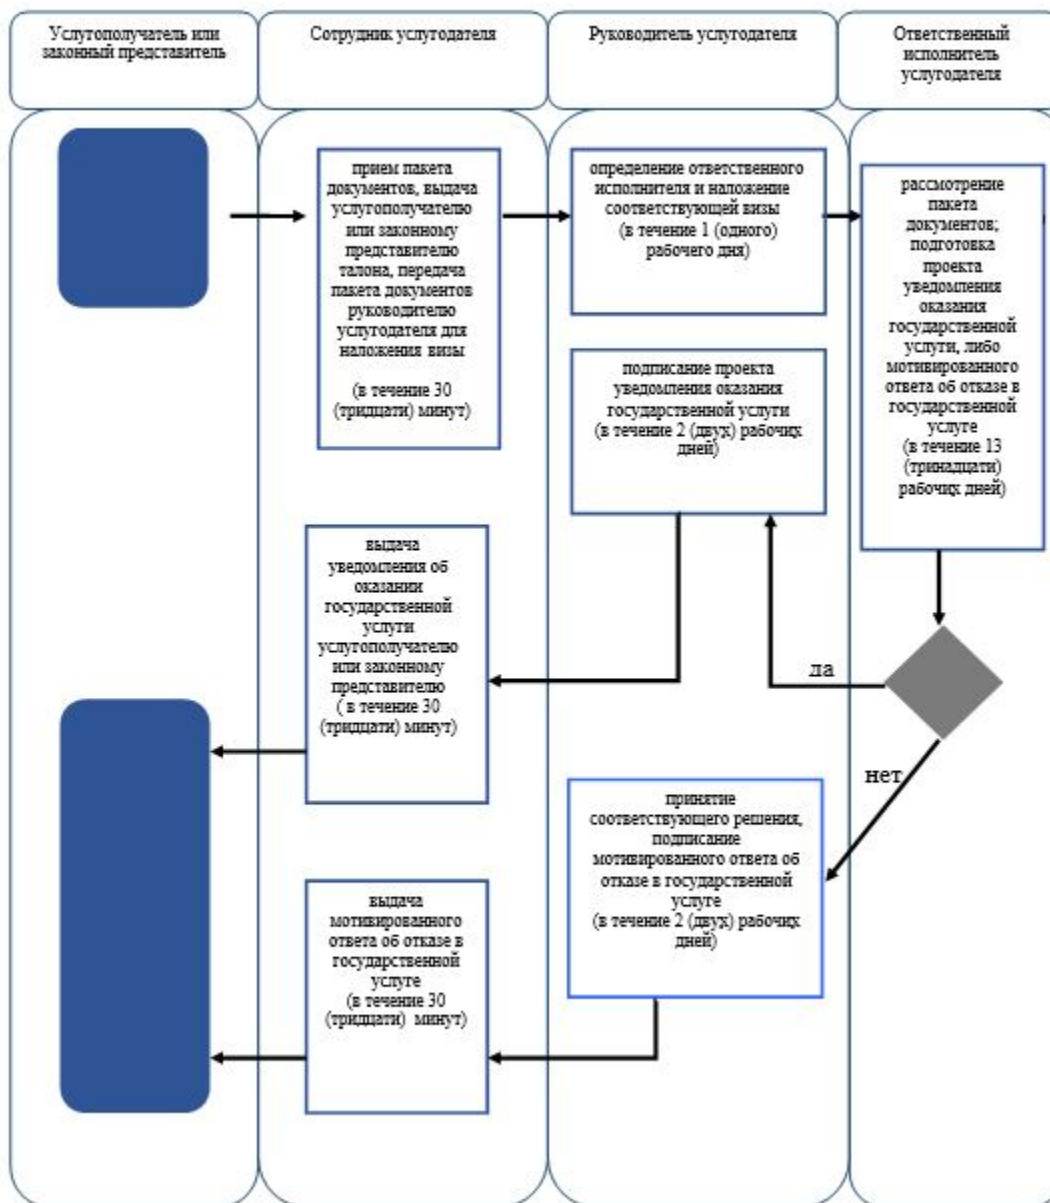 Услугополучатель или
законный представитель
Сотрудник услугодателя
Руководитель услугодателя
Ответственный
исполнитель
услугодателя
прием пакета
документов, выдача
услугополучателю
или законному
представителю
талона, передача
пакета документов
руководителю
услугодателя для
наложения визы
(в течение 30
(тридцати) минут)
определение ответственного
исполнителя и наложение
соответствующей визы
(в течение 1 (одного)
рабочего дня)
рассмотрение
пакета
документов;
подготовка
проекта
уведомления
оказания
государственной
услуги, либо
мотивированного
ответа об отказе в
государственной
услуге
(в течение 13
(тринадцати)
рабочих дней)
подписание проекта
уведомления оказания
государственной услуги
(в течение 2 (двух) рабочих
дней)
выдача
уведомления об
оказании
государственной
услуги
услугополучателю
или законному
представителю
( в течение 30
(тридцати) минут)
да
нет
принятие
соответствующего решения,
подписание
мотивированного ответа об
отказе в государственной
услуге
(в течение 2 (двух) рабочих
дней)
выдача
мотивированного
ответа об отказе в
государственной
услуге
(в течение 30
(тридцати) минут)